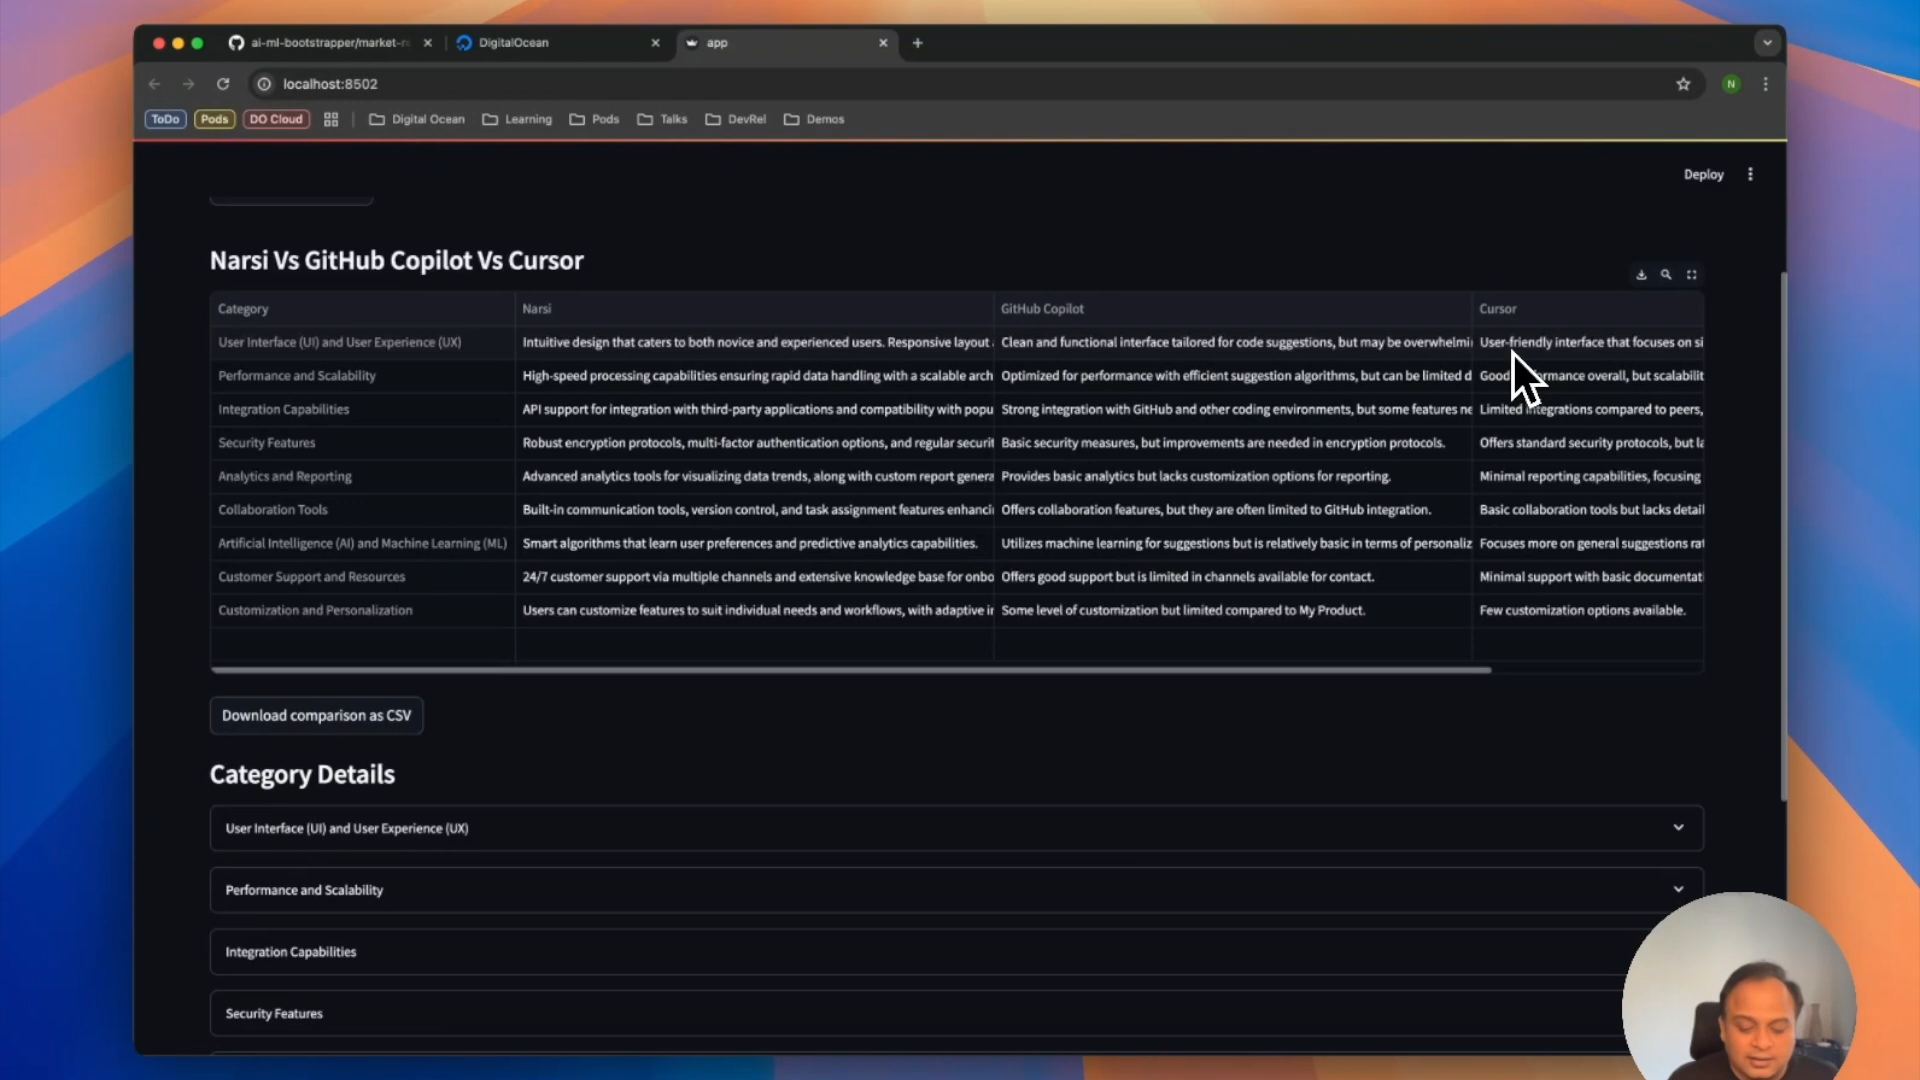 ai-ml-bootstrapper/market-re
DigitalOcean
app
localhost:8502
N
ToDo
Pods
DO Cloud
Digital Ocean
Learning
Pods
Talks
DevRel
Demos
Deploy
Narsi Vs GitHub Copilot Vs Cursor
Category Narsi GitHub Copilot Cursor
User Interface (UI) and User Experience (UX) Intuitive design that caters to both novice and experienced users. Responsive layout Clean and functional interface tailored for code suggestions, but may be overwhelmi User-friendly interface that focuses on si
Performance and Scalability High-speed processing capabilities ensuring rapid data handling with a scalable arch Optimized for performance with efficient suggestion algorithms, but can be limited d Good rmance overall, but scalabilit
Integration Capabilities API support for integration with third-party applications and compatibility with popu Strong integration with GitHub and other coding environments, but some features ne Limited integrations compared to peers,
Security Features Robust encryption protocols, multi-factor authentication options, and regular securit Basic security measures, but improvements are needed in encryption protocols. Offers standard security protocols, but la
Analytics and Reporting Advanced analytics tools for visualizing data trends, along with custom report genera Provides basic analytics but lacks customization options for reporting. Minimal reporting capabilities, focusing
Collaboration Tools Built-in communication tools, version control, and task assignment features enhancin Offers collaboration features, but they are often limited to GitHub integration. Basic collaboration tools but lacks detail
Artificial Intelligence (AI) and Machine Learning (ML) Smart algorithms that learn user preferences and predictive analytics capabilities. Utilizes machine learning for suggestions but is relatively basic in terms of personaliz Focuses more on general suggestions rat
Customer Support and Resources 24/7 customer support via multiple channels and extensive knowledge base for onbo Offers good support but is limited in channels available for contact. Minimal support with basic documentati
Customization and Personalization Users can customize features to suit individual needs and workflows, with adaptive in Some level of customization but limited compared to My Product. Few customization options available.
Download comparison as CSV
Category Details
User Interface (UI) and User Experience (UX)
Performance and Scalability
Integration Capabilities
Security Features